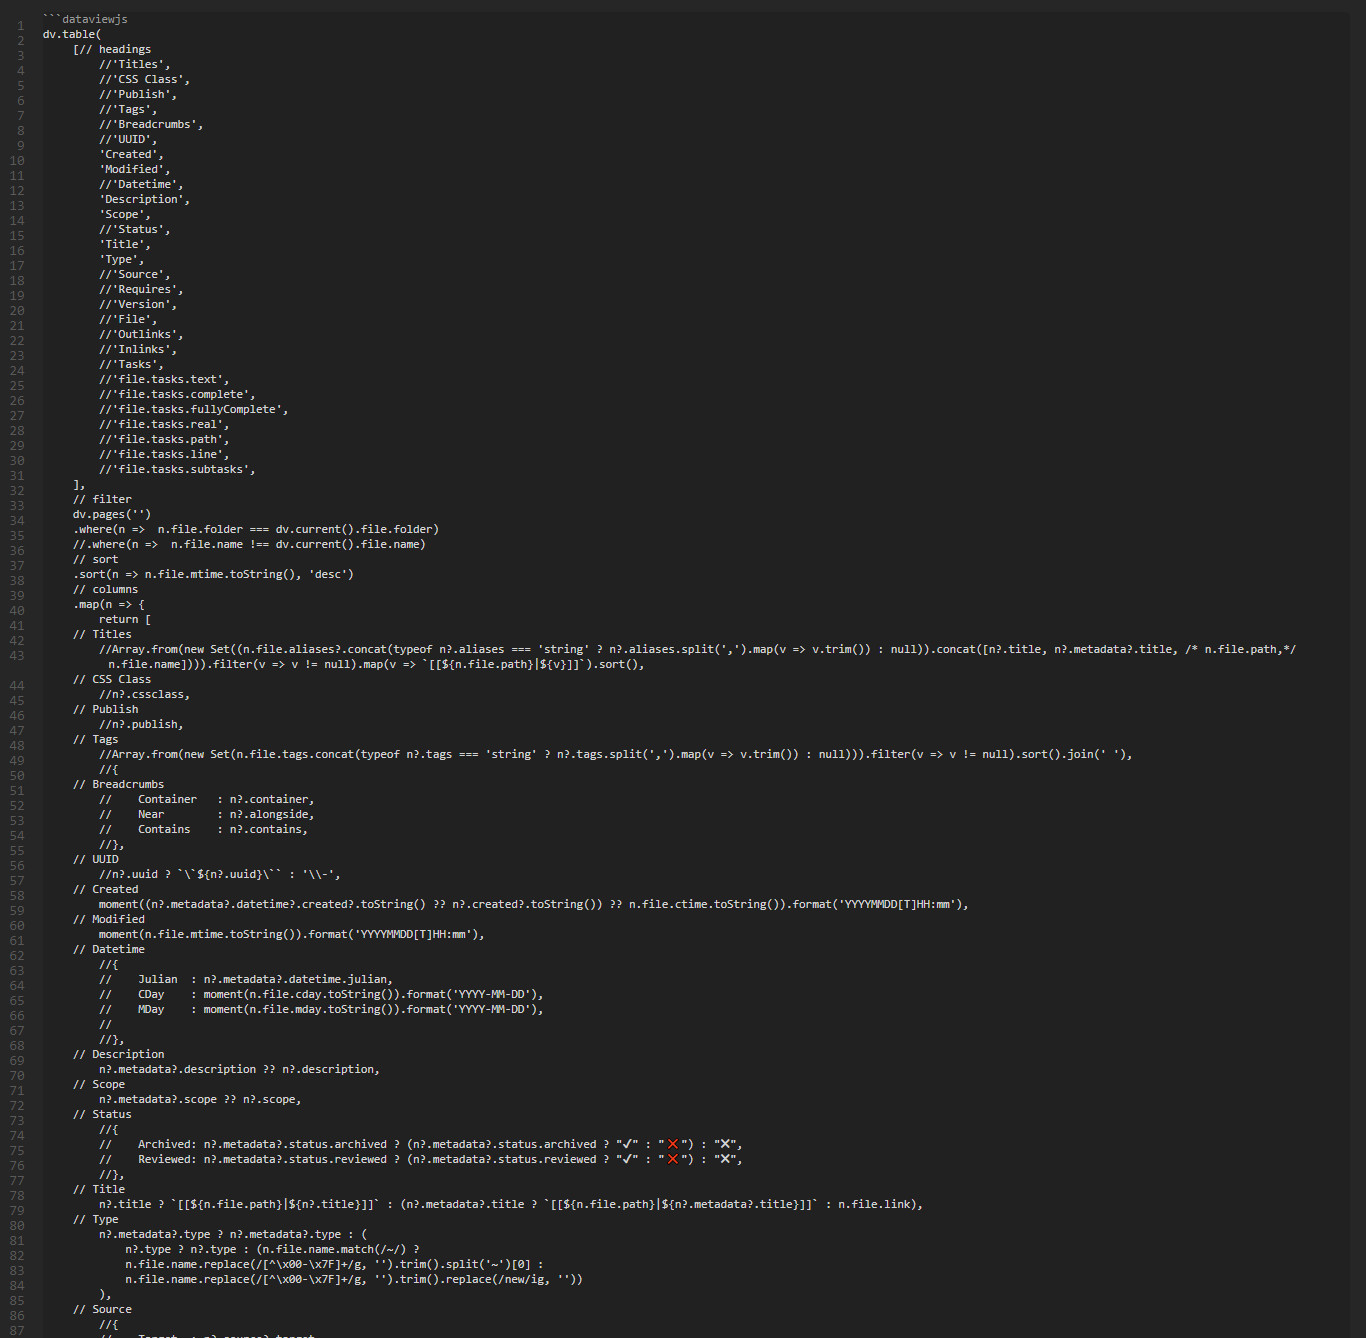 ```dataviewjs
1
dv.table(
2
[// headings
3
//'Titles',
4
//'CSS Class',
5
//'Publish',
6
//'Tags',
7
//'Breadcrumbs',
8
//'UUID',
9
'Created',
10
'Modified',
11
//'Datetime',
12
'Description',
13
'Scope',
14
//'Status',
15
'Title',
16
'Type',
17
//'Source',
18
//'Requires',
19
//'Version',
20
//'File',
21
//'Outlinks',
22
//'Inlinks',
23
//'Tasks',
24
//'file.tasks.text',
25
//'file.tasks.complete',
26
//'file.tasks.fullyComplete',
27
//'file.tasks.real',
28
//'file.tasks.path',
29
//'file.tasks.line',
30
//'file.tasks.subtasks',
31
],
32
// filter
33
dv.pages('')
34
.where(n =>  n.file.folder === dv.current().file.folder)
35
//.where(n =>  n.file.name !== dv.current().file.name)
36
// sort
37
.sort(n => n.file.mtime.toString(), 'desc')
38
// columns
39
.map(n => {
40
return [
41
// Titles
42
//Array.from(new Set((n.file.aliases?.concat(typeof n?.aliases === 'string' ? n?.aliases.split(',').map(v => v.trim()) : null)).concat([n?.title, n?.metadata?.title, /* n.file.path,*/
43
n.file.name]))).filter(v => v != null).map(v => `[[${n.file.path}|${v}]]`).sort(),
// CSS Class
44
//n?.cssclass,
45
// Publish
46
//n?.publish,
47
// Tags
48
//Array.from(new Set(n.file.tags.concat(typeof n?.tags === 'string' ? n?.tags.split(',').map(v => v.trim()) : null))).filter(v => v != null).sort().join(' '),
49
//{
50
// Breadcrumbs
51
//    Container   : n?.container,
52
//    Near        : n?.alongside,
53
//    Contains    : n?.contains,
54
//},
55
// UUID
56
//n?.uuid ? `\`${n?.uuid}\`` : '\\-',
57
// Created
58
moment((n?.metadata?.datetime?.created?.toString() ?? n?.created?.toString()) ?? n.file.ctime.toString()).format('YYYYMMDD[T]HH:mm'),
59
// Modified
60
moment(n.file.mtime.toString()).format('YYYYMMDD[T]HH:mm'),
61
// Datetime
62
//{
63
//    Julian  : n?.metadata?.datetime.julian,
64
//    CDay    : moment(n.file.cday.toString()).format('YYYY-MM-DD'),
65
//    MDay    : moment(n.file.mday.toString()).format('YYYY-MM-DD'),
66
//
67
//},
68
// Description
69
n?.metadata?.description ?? n?.description,
70
// Scope
71
n?.metadata?.scope ?? n?.scope,
72
// Status
73
//{
74
//    Archived: n?.metadata?.status.archived ? (n?.metadata?.status.archived ? "✔" : "❌") : "❌",
75
//    Reviewed: n?.metadata?.status.reviewed ? (n?.metadata?.status.reviewed ? "✔" : "❌") : "❌",
76
//},
77
// Title
78
n?.title ? `[[${n.file.path}|${n?.title}]]` : (n?.metadata?.title ? `[[${n.file.path}|${n?.metadata?.title}]]` : n.file.link),
79
// Type
80
n?.metadata?.type ? n?.metadata?.type : (
81
n?.type ? n?.type : (n.file.name.match(/~/) ?
82
n.file.name.replace(/[^\x00-\x7F]+/g, '').trim().split('~')[0] :
83
n.file.name.replace(/[^\x00-\x7F]+/g, '').trim().replace(/new/ig, ''))
84
),
85
// Source
86
//{
87